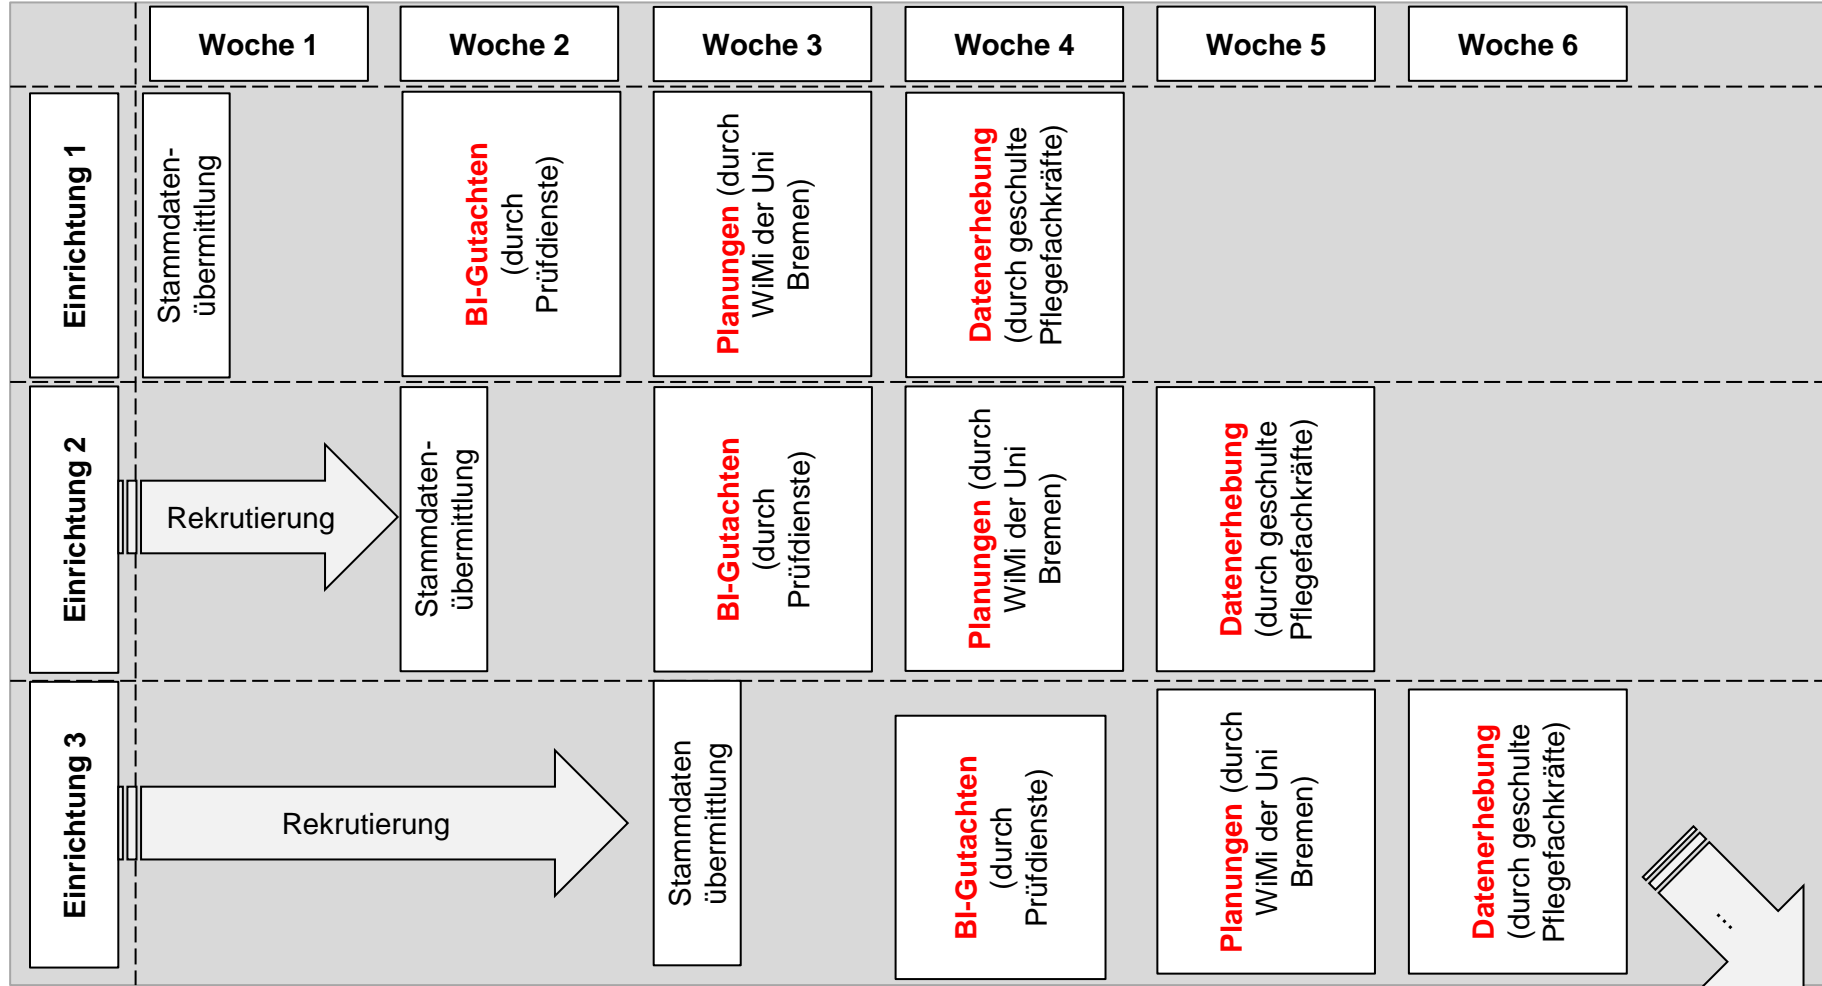 Woche 1
Woche 2
Woche 3
Woche 4
Woche 5
Woche 6
Einrichtung 1
Stammdaten-
übermittlung
BI-Gutachten
(durch
Prüfdienste)
Planungen (durch
WiMi der Uni
Bremen)
Datenerhebung
(durch geschulte
Pflegefachkräfte)
Einrichtung 2
Rekrutierung
Stammdaten-
übermittlung
BI-Gutachten
(durch
Prüfdienste)
Planungen (durch
WiMi der Uni
Bremen)
Datenerhebung
(durch geschulte
Pflegefachkräfte)
Einrichtung 3
Rekrutierung
Stammdaten
übermittlung
BI-Gutachten
(durch
Prüfdienste)
Planungen (durch
WiMi der Uni
Bremen)
Datenerhebung
(durch geschulte
Pflegefachkräfte)
...